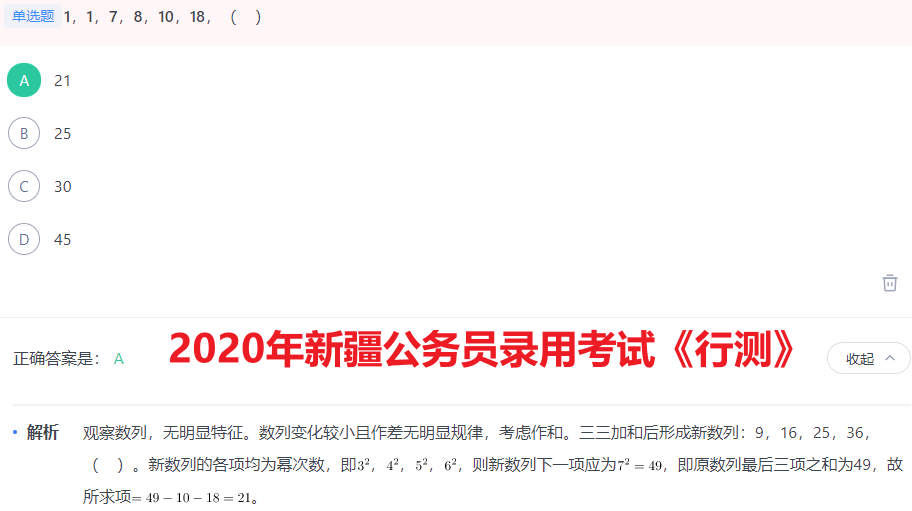 单选题 1，1，7，8，10，18，（ ）
A 21
B 25
C 30
D 45
正确答案是： A 2020年新疆公务员录用考试《行测》 收起
• 解析 观察数列，无明显特征。数列变化较小且作差无明显规律，考虑作和。三三加和后形成新数列：9，16，25，36，
（ ）。新数列的各项均为幂次数，即3²，4²，5²，6²，则新数列下一项应为7² = 49，即原数列最后三项之和为49，故
所求项= 49 − 10 − 18 = 21。